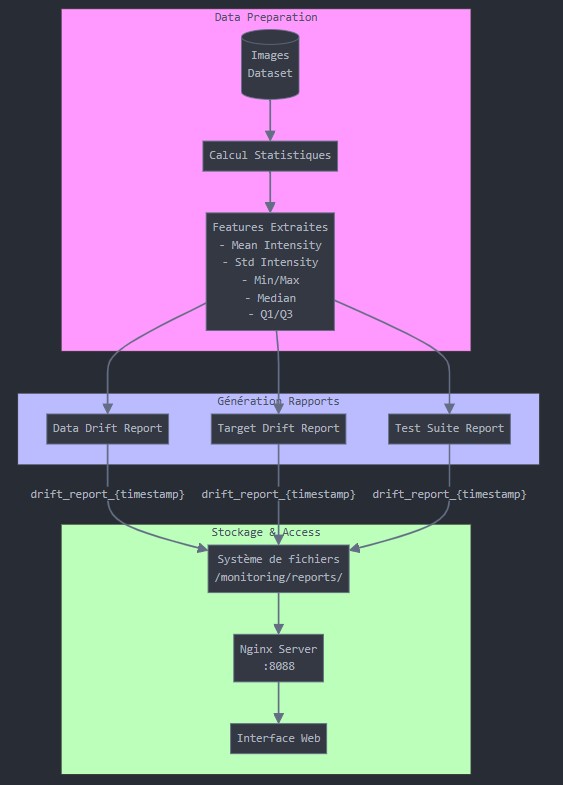 Data Preparation
Images
Dataset
Calcul Statistiques
Features Extraites
- Mean Intensity
- Std Intensity
- Min/Max
- Median
- Q1/Q3
Génération Rapports
Data Drift Report
Target Drift Report
Test Suite Report
drift_report_{timestamp}
drift_report_{timestamp}
drift_report_{timestamp}
Stockage & Access
Système de fichiers
/monitoring/reports/
Nginx Server
:8088
Interface Web